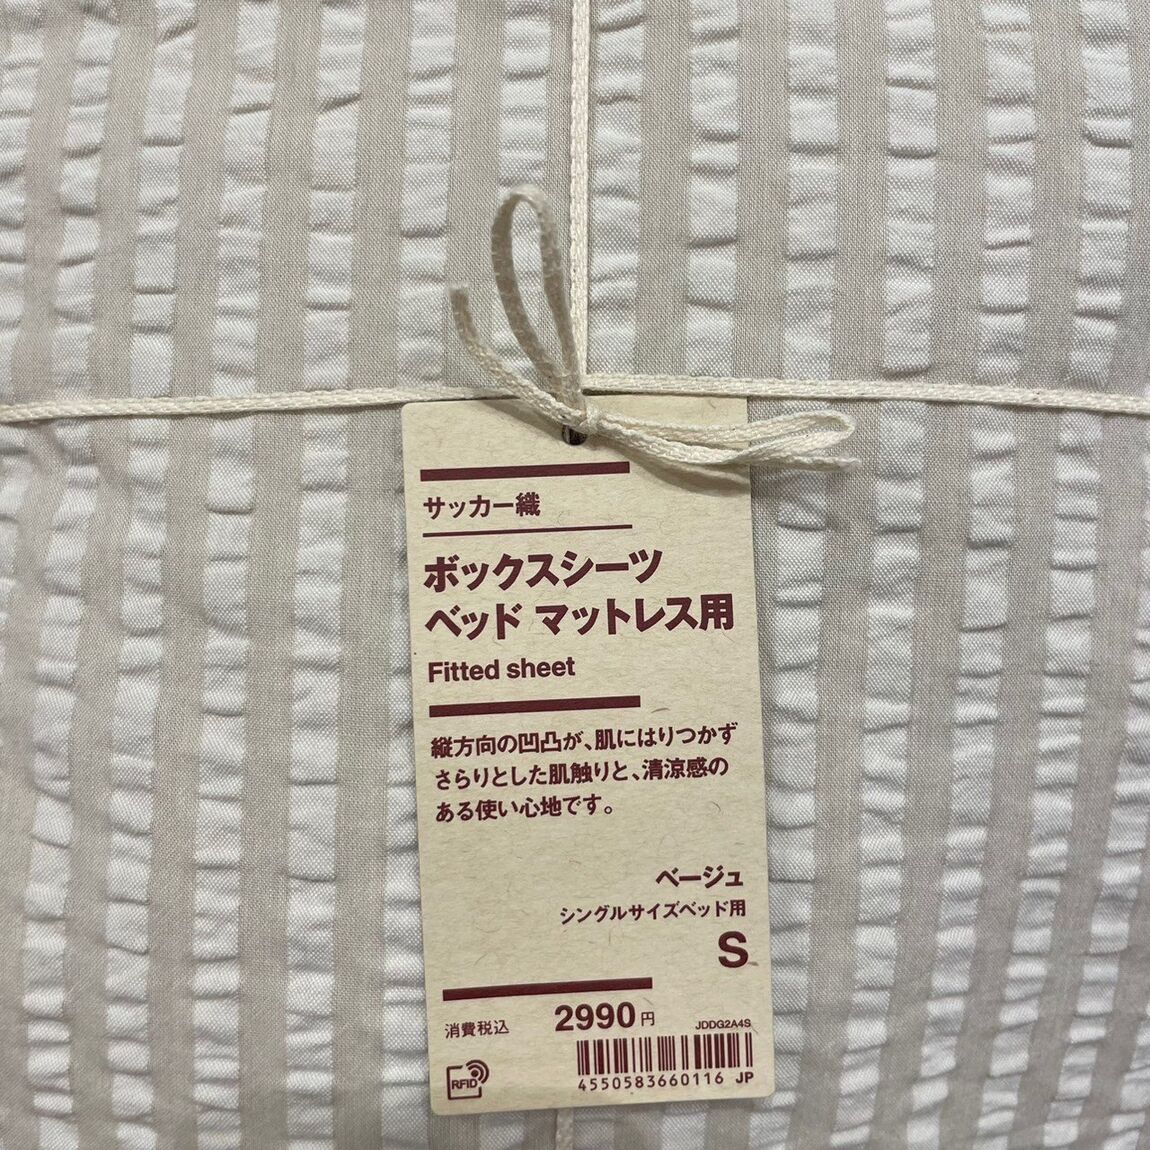 サッカー織
ボックスシーツ
ベッド マットレス用
Fitted sheet
縦方向の凹凸が、肌にはりつかず
さらりとした肌触りと、清涼感の
ある使い心地です。
ベージュ
シングルサイズベッド用
S
消費税込 2990円
JDDG2A4S
RFID
4550583660116 JP